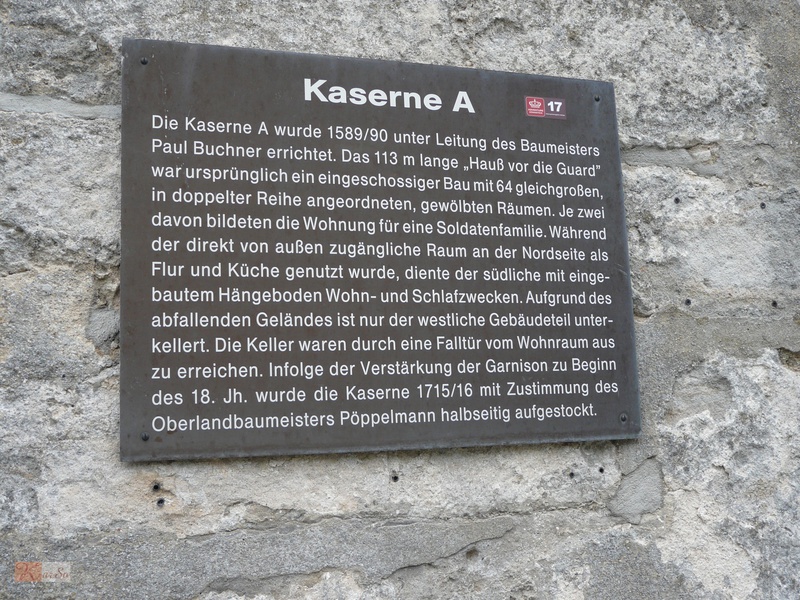 Kaserne A
17
Die Kaserne A wurde 1589/90 unter Leitung des Baumeisters
Paul Buchner errichtet. Das 113 m lange „Hauß vor die Guard”
war ursprünglich ein eingeschossiger Bau mit 64 gleichgroßen,
in doppelter Reihe angeordneten, gewölbten Räumen. Je zwei
davon bildeten die Wohnung für eine Soldatenfamilie. Während
der direkt von außen zugängliche Raum an der Nordseite als
Flur und Küche genutzt wurde, diente der südliche mit einge-
bautem Hängeboden Wohn- und Schlafzwecken. Aufgrund des
abfallenden Geländes ist nur der westliche Gebäudeteil unter-
kellert. Die Keller waren durch eine Falltür vom Wohnraum aus
zu erreichen. Infolge der Verstärkung der Garnison zu Beginn
des 18. Jh. wurde die Kaserne 1715/16 mit Zustimmung des
Oberlandbaumeisters Pöppelmann halbseitig aufgestockt.